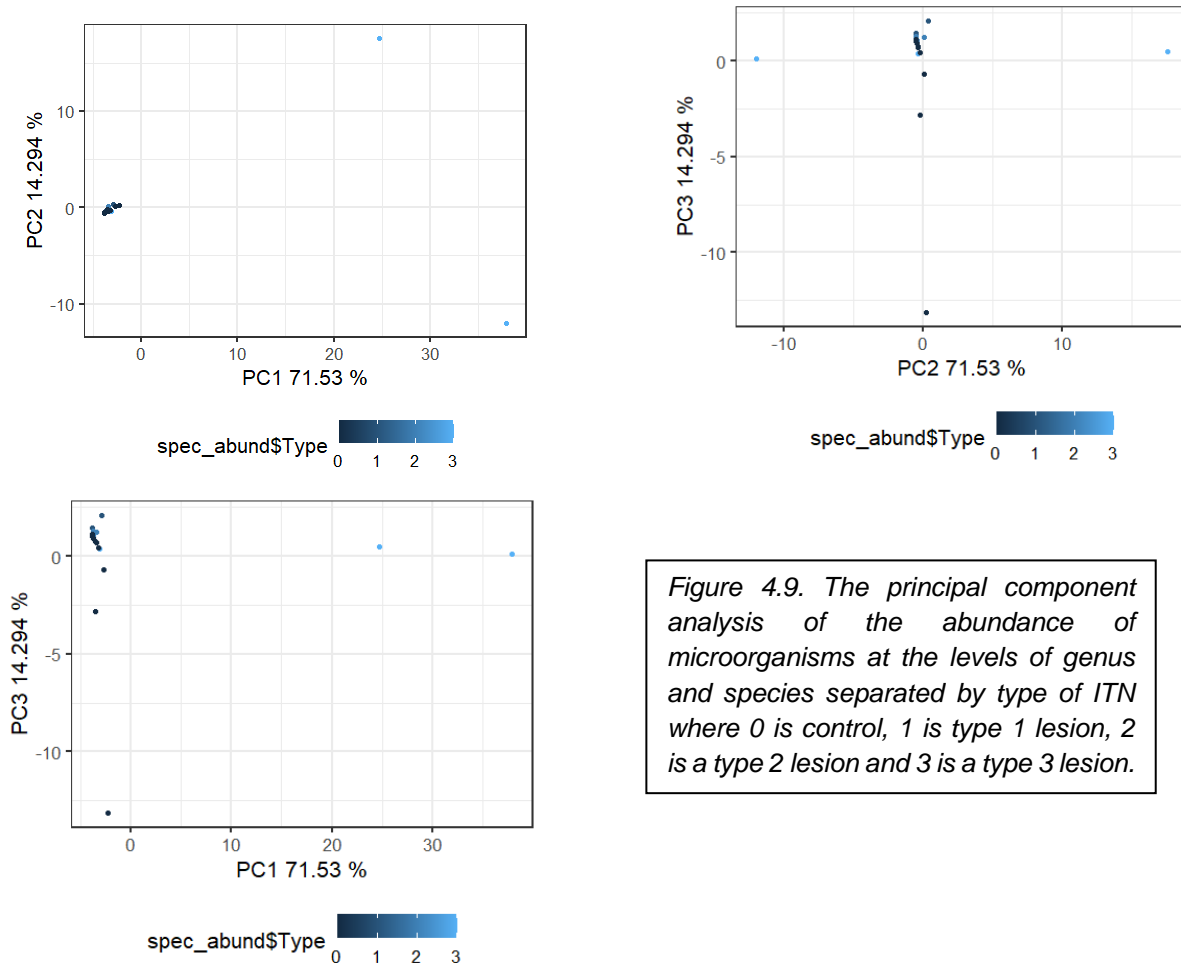 10
0
-10
PC2 14.294 %
0
10
20
30
PC1 71.53 %
spec_abund$Type
0 1 2 3
0
-5
-10
PC3 14.294 %
-10
0
10
PC2 71.53 %
spec_abund$Type
0 1 2 3
0
-5
-10
PC3 14.294 %
0
10
20
30
PC1 71.53 %
spec_abund$Type
0 1 2 3
Figure 4.9. The principal component
analysis of the abundance of
microorganisms at the levels of genus
and species separated by type of ITN
where 0 is control, 1 is type 1 lesion, 2
is a type 2 lesion and 3 is a type 3 lesion.